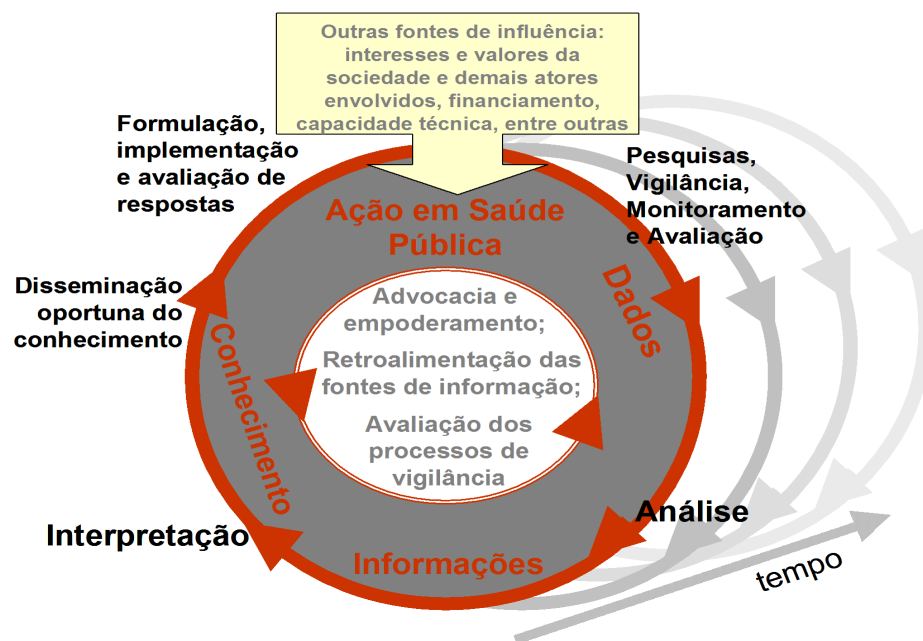 Outras fontes de influência:
interesses e valores da
sociedade e demais atores
envolvidos, financiamento,
capacidade técnica, entre outras
Formulação,
implementação
e avaliação de
respostas
Pesquisas,
Vigilância,
Monitoramento
e Avaliação
Ação em Saúde
Pública
Dados
Disseminação
oportuna do
conhecimento
Conhecimento
Advocacia e
empoderamento;
Retroalimentação das
fontes de informação;
Avaliação dos
processos de
vigilância
Análise
Interpretação
Informações
tempo